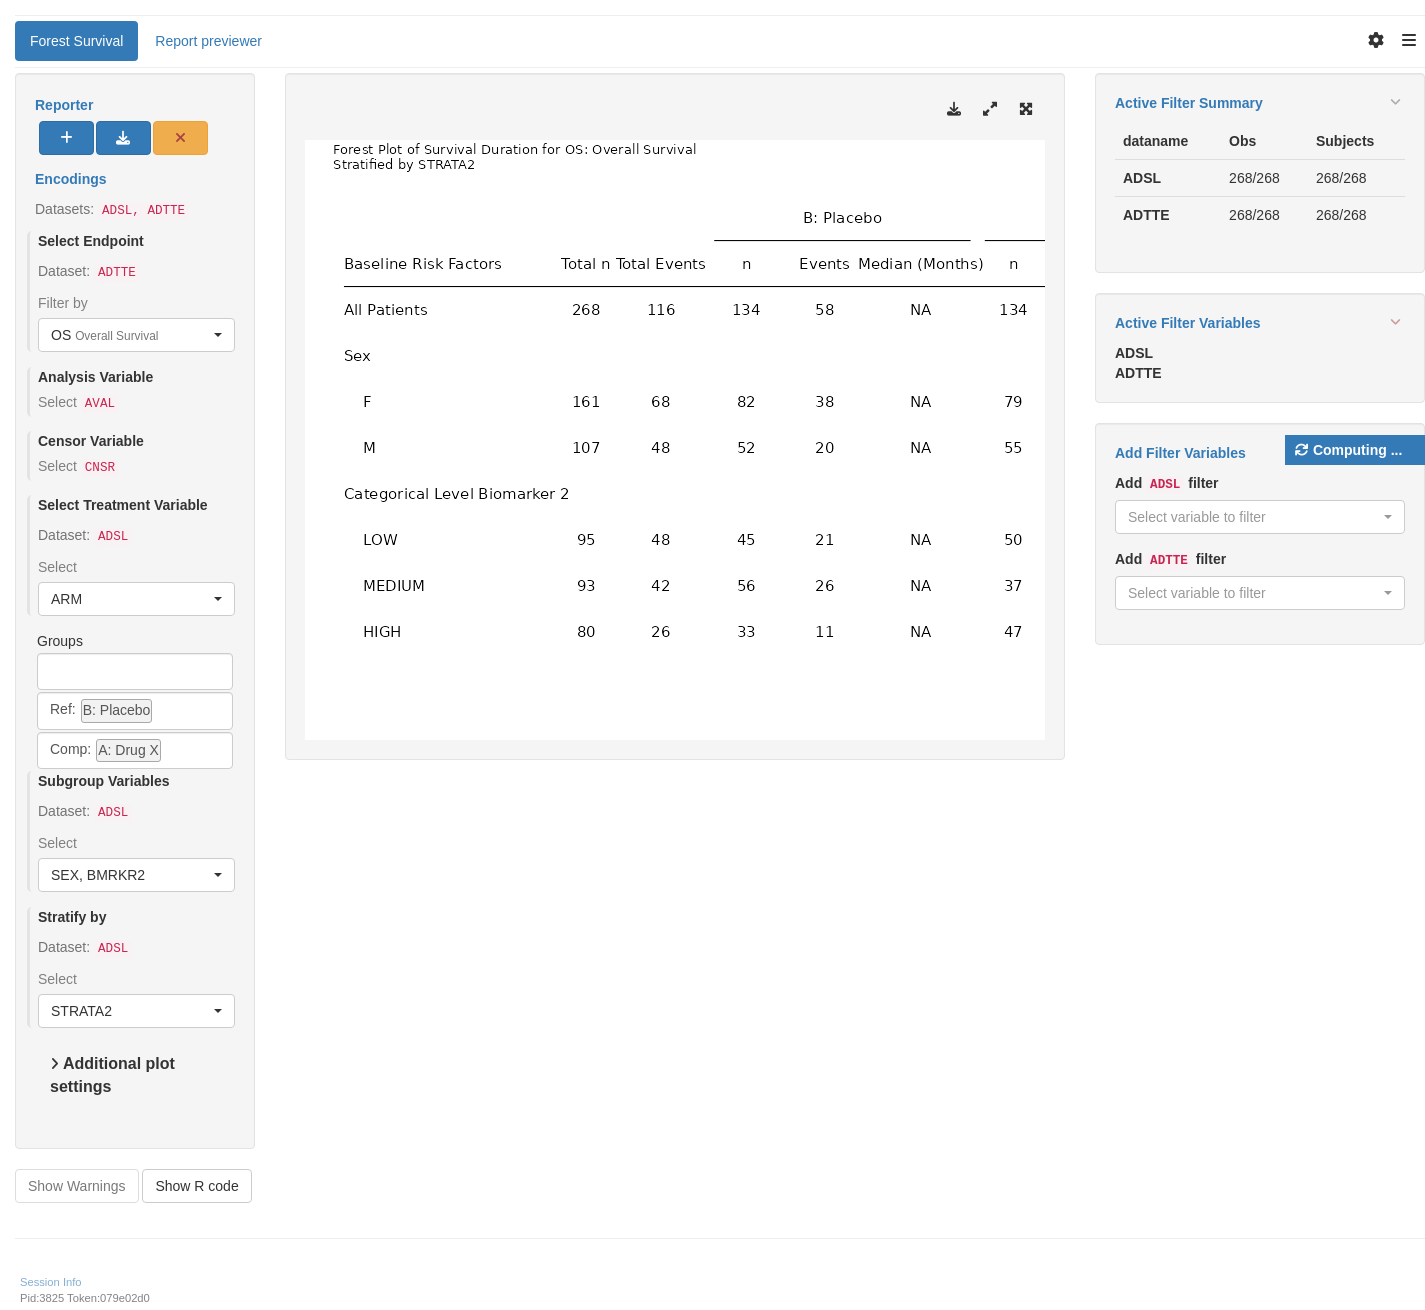 Forest Survival Report previewer
Reporter
Encodings
Datasets: ADSL, ADTTE
Select Endpoint
Dataset: ADTTE
Filter by
OS Overall Survival
Analysis Variable
Select AVAL
Censor Variable
Select CNSR
Select Treatment Variable
Dataset: ADSL
Select
ARM
Groups
Ref: B: Placebo
Comp: A: Drug X
Subgroup Variables
Dataset: ADSL
Select
SEX, BMRKR2
Stratify by
Dataset: ADSL
Select
STRATA2
Additional plot
settings
Show Warnings Show R code
Forest Plot of Survival Duration for OS: Overall Survival
Stratified by STRATA2
B: Placebo
Baseline Risk Factors Total n Total Events n Events Median (Months) n
All Patients 268 116 134 58 NA 134
Sex
F 161 68 82 38 NA 79
M 107 48 52 20 NA 55
Categorical Level Biomarker 2
LOW 95 48 45 21 NA 50
MEDIUM 93 42 56 26 NA 37
HIGH 80 26 33 11 NA 47
Active Filter Summary
dataname Obs Subjects
ADSL 268/268 268/268
ADTTE 268/268 268/268
Active Filter Variables
ADSL
ADTTE
Add Filter Variables
Computing ...
Add ADSL filter
Select variable to filter
Add ADTTE filter
Select variable to filter
Session Info
Pid:3825 Token:079e02d0